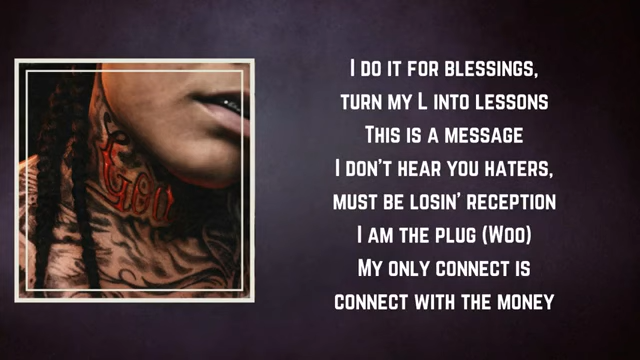 I do it for blessings,
turn my L into lessons
This is a message
I don't hear you haters,
must be losin' reception
I am the plug (Woo)
My only connect is
connect with the money